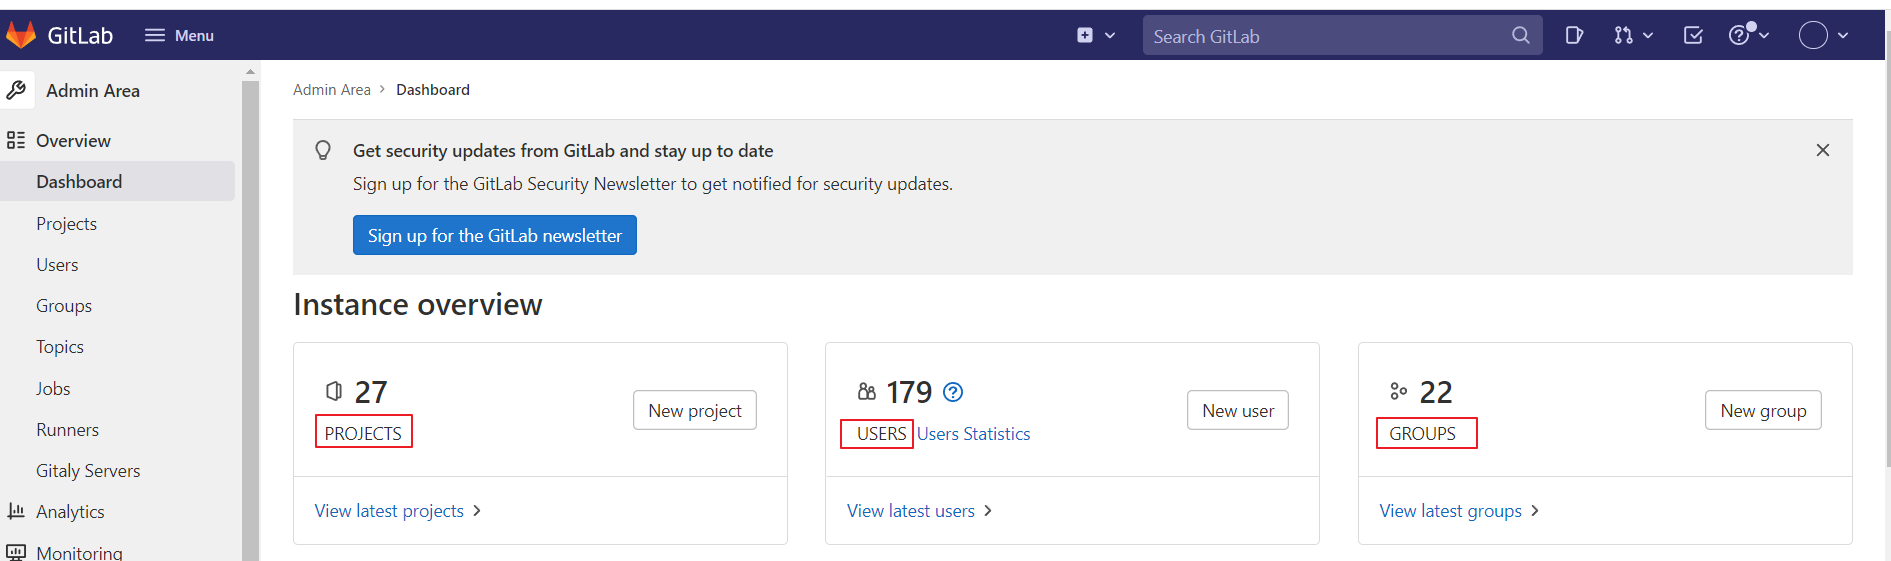 GitLab
Menu
Search GitLab
Admin Area
Overview
Dashboard
Projects
Users
Groups
Topics
Jobs
Runners
Gitaly Servers
Analytics
Monitoring
Admin Area > Dashboard
Get security updates from GitLab and stay up to date
Sign up for the GitLab Security Newsletter to get notified for security updates.
Sign up for the GitLab newsletter
Instance overview
27
PROJECTS
New project
View latest projects >
179
USERS Users Statistics
New user
View latest users >
22
GROUPS
New group
View latest groups >